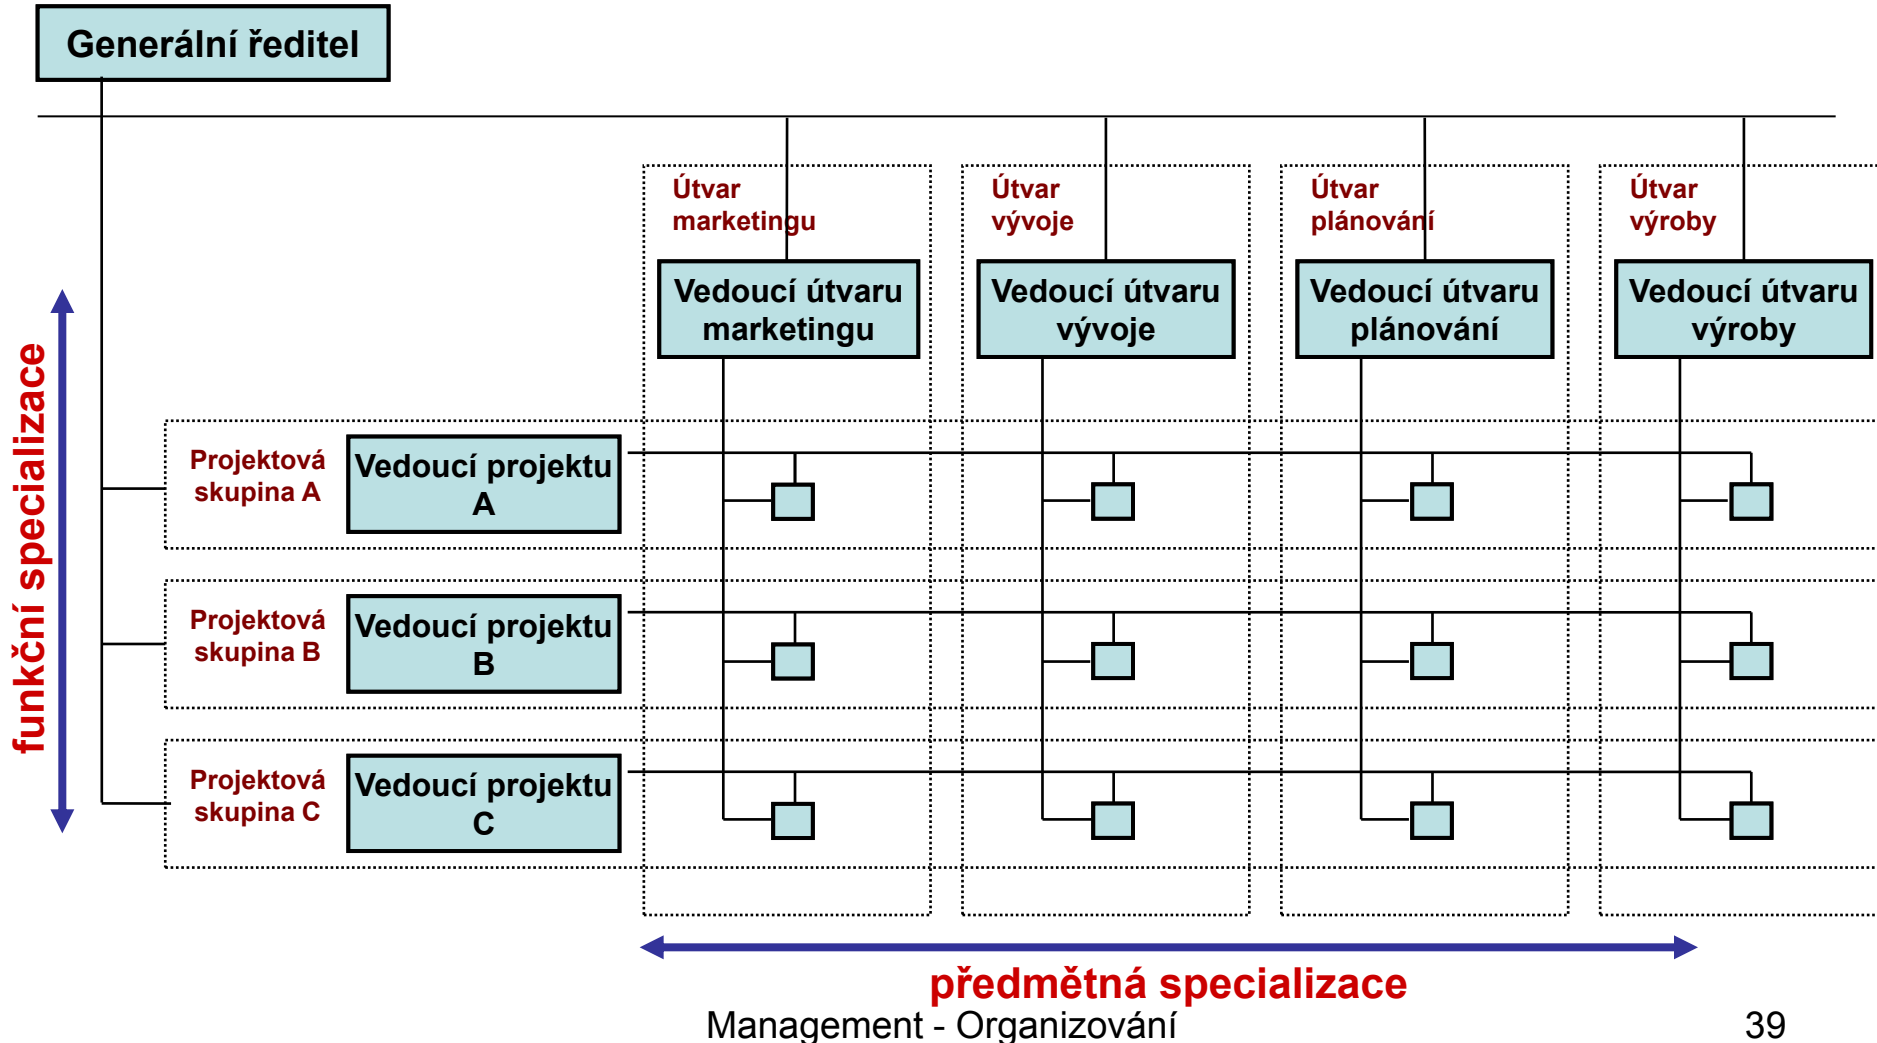 Generální ředitel
Útvar
marketingu
Útvar
vývoje
Útvar
plánování
Útvar
výroby
Vedoucí útvaru
marketingu
Vedoucí útvaru
vývoje
Vedoucí útvaru
plánování
Vedoucí útvaru
výroby
funkční specializace
Projektová
skupina A
Vedoucí projektu
A
Projektová
skupina B
Vedoucí projektu
B
Projektová
skupina C
Vedoucí projektu
C
předmětná specializace
Management - Organizování
39